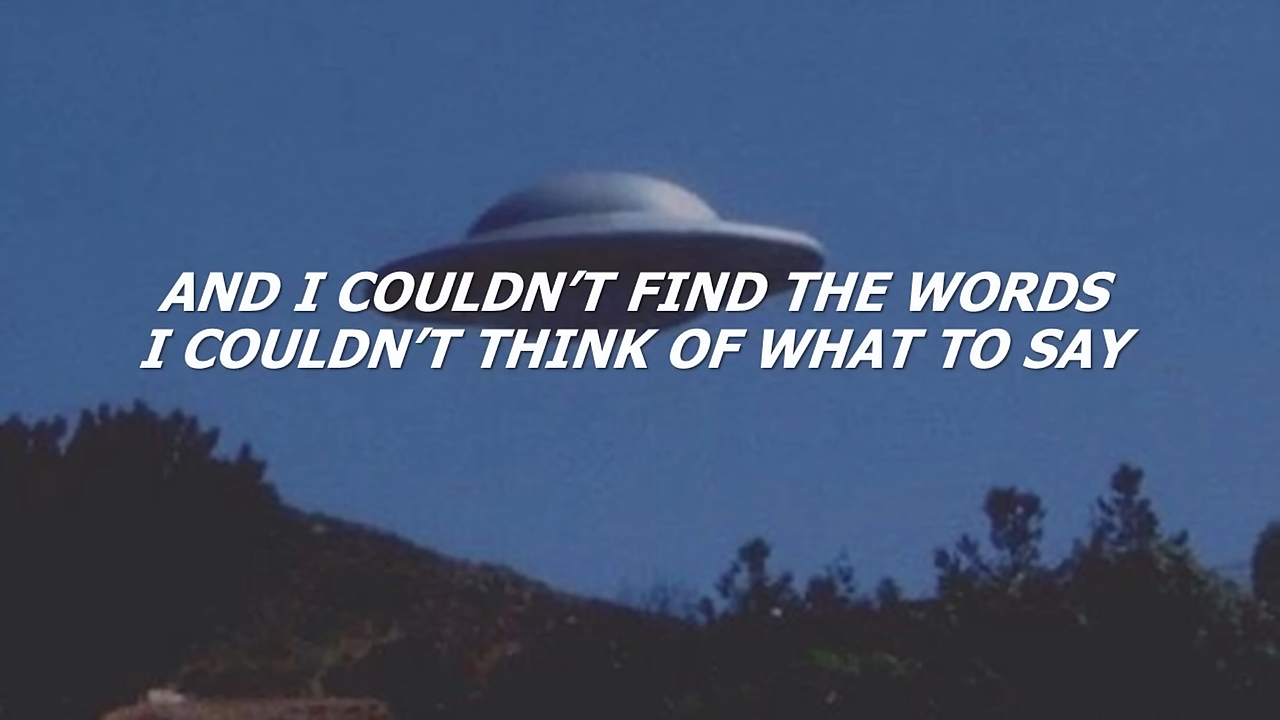 AND I COULDN’T FIND THE WORDS
I COULDN’T THINK OF WHAT TO SAY